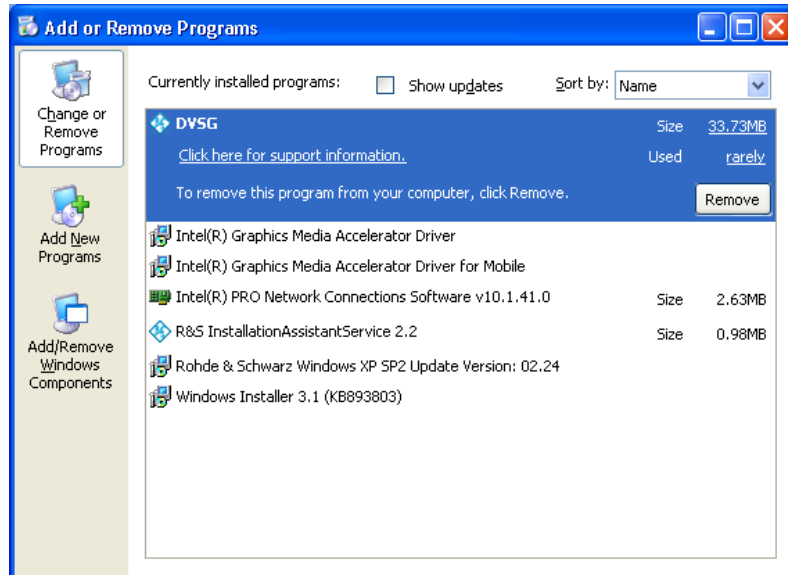 Add or Remove Programs
Change or
Remove
Programs
Add New
Programs
Add/Remove
Windows
Components
Currently installed programs: Show updates Sort by: Name
DVSG Size 33.73MB
Click here for support information. Used rarely
To remove this program from your computer, click Remove. Remove
Intel(R) Graphics Media Accelerator Driver
Intel(R) Graphics Media Accelerator Driver for Mobile
Intel(R) PRO Network Connections Software v10.1.41.0 Size 2.63MB
R&S InstallationAssistantService 2.2 Size 0.98MB
Rohde & Schwarz Windows XP SP2 Update Version: 02.24
Windows Installer 3.1 (KB893803)